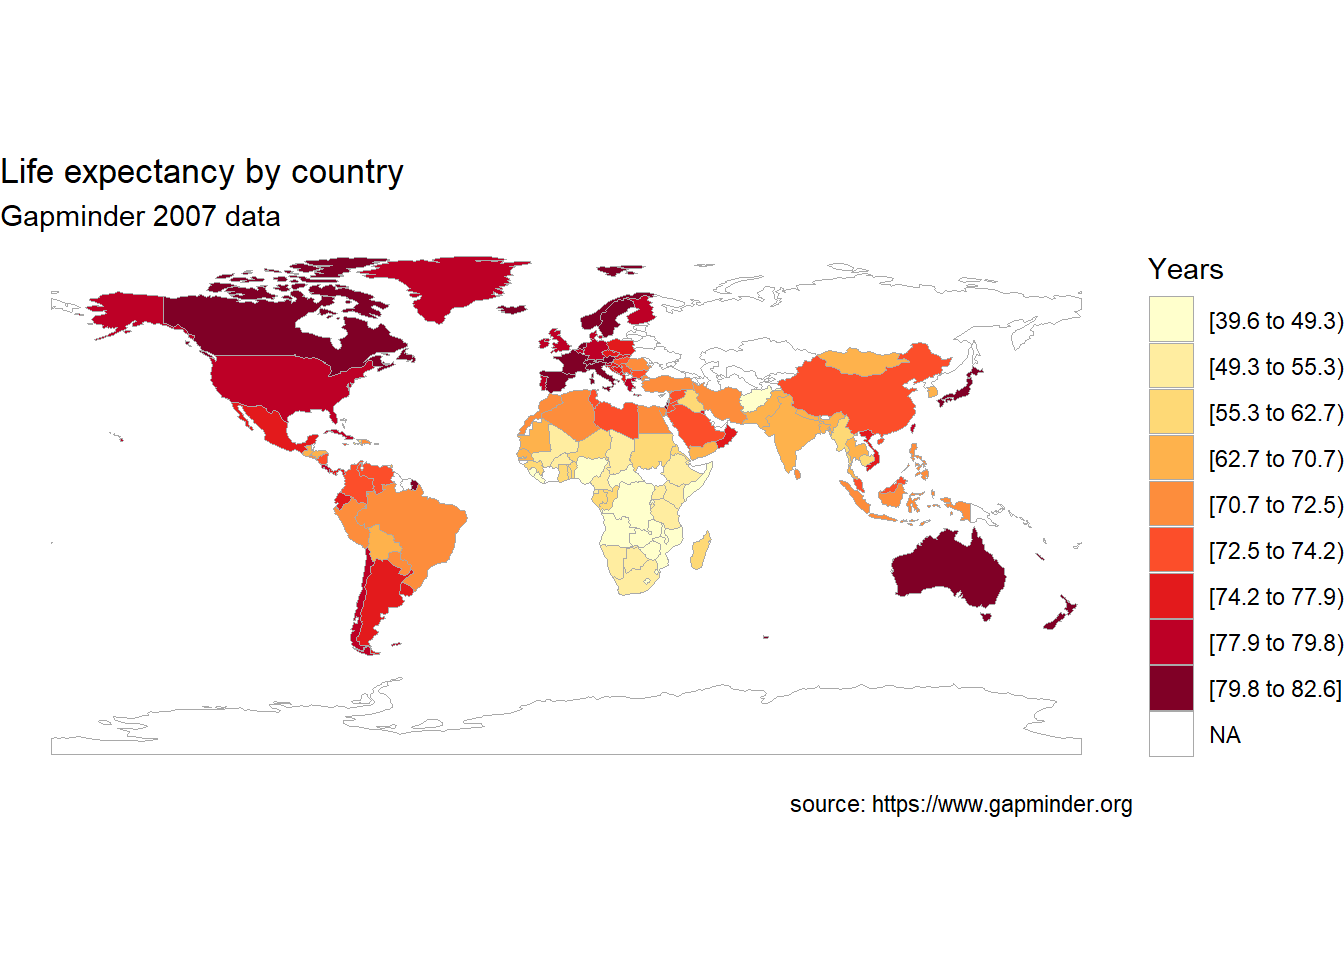 Life expectancy by country
Gapminder 2007 data
Years
[39.6 to 49.3)
[49.3 to 55.3)
[55.3 to 62.7)
[62.7 to 70.7)
[70.7 to 72.5)
[72.5 to 74.2)
[74.2 to 77.9)
[77.9 to 79.8)
[79.8 to 82.6]
NA
source: https://www.gapminder.org